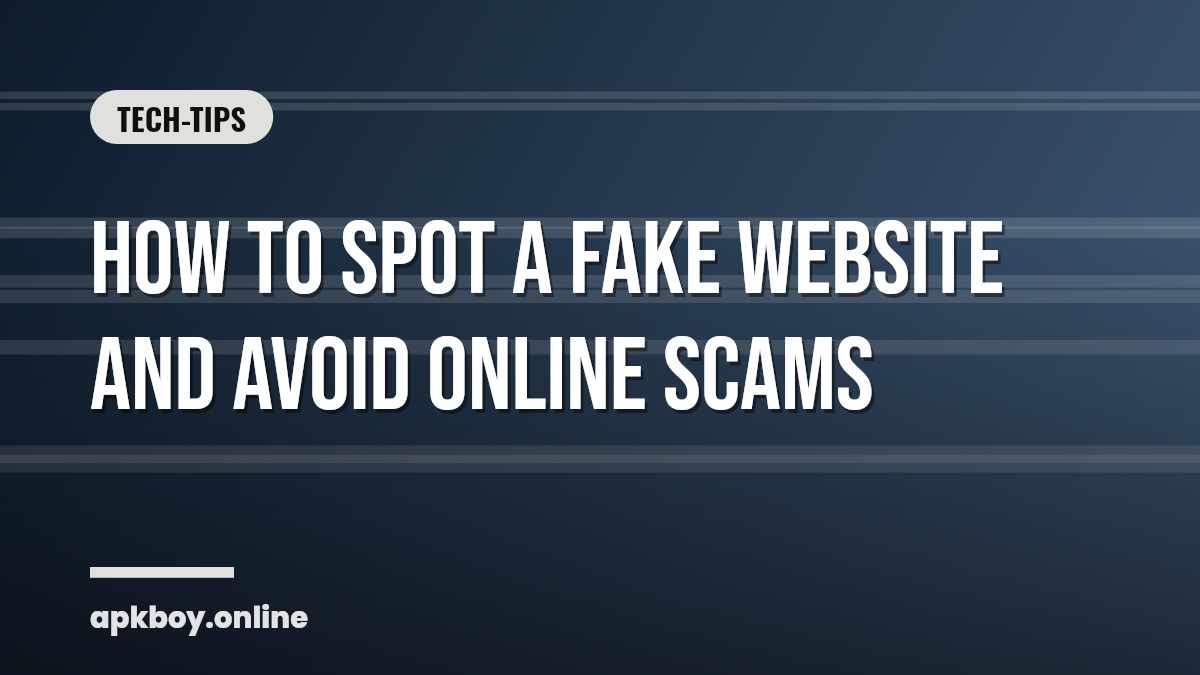 TECH-TIPS
HOW TO SPOT A FAKE WEBSITE
AND AVOID ONLINE SCAMS
apkboy.online